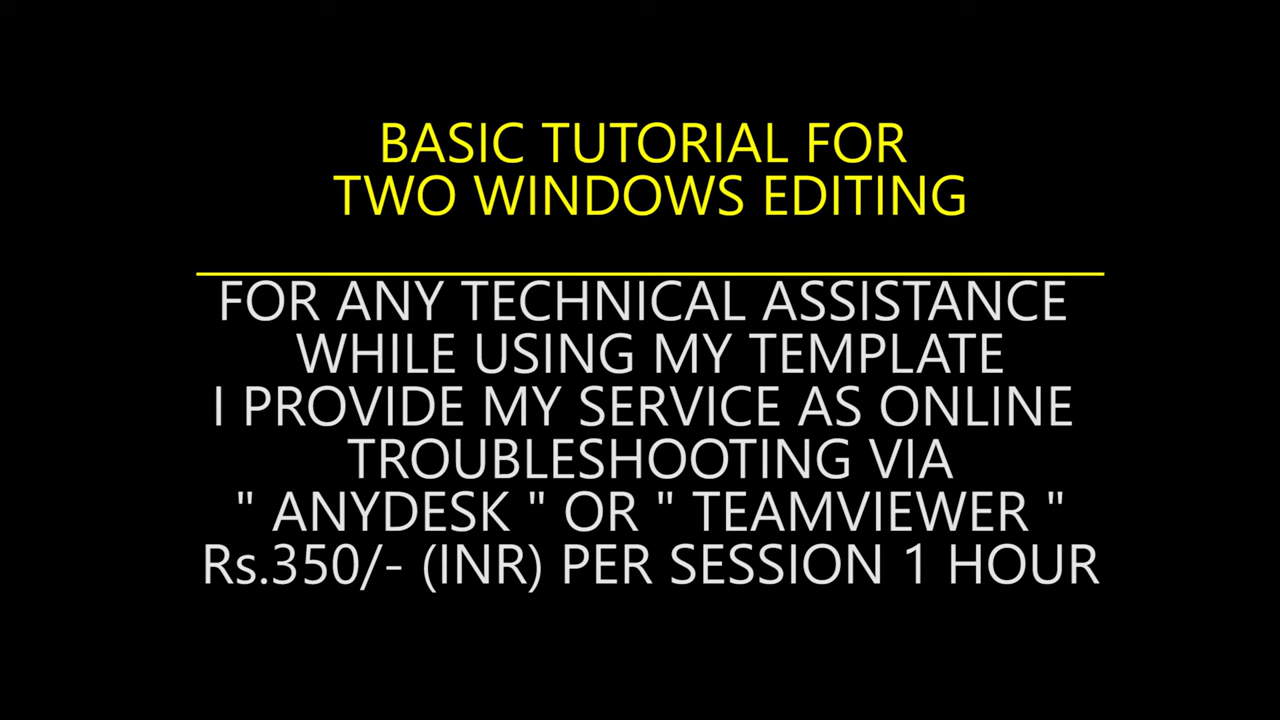 BASIC TUTORIAL FOR
TWO WINDOWS EDITING
FOR ANY TECHNICAL ASSISTANCE
WHILE USING MY TEMPLATE
I PROVIDE MY SERVICE AS ONLINE
TROUBLESHOOTING VIA
" ANYDESK " OR " TEAMVIEWER "
Rs.350/- (INR) PER SESSION 1 HOUR